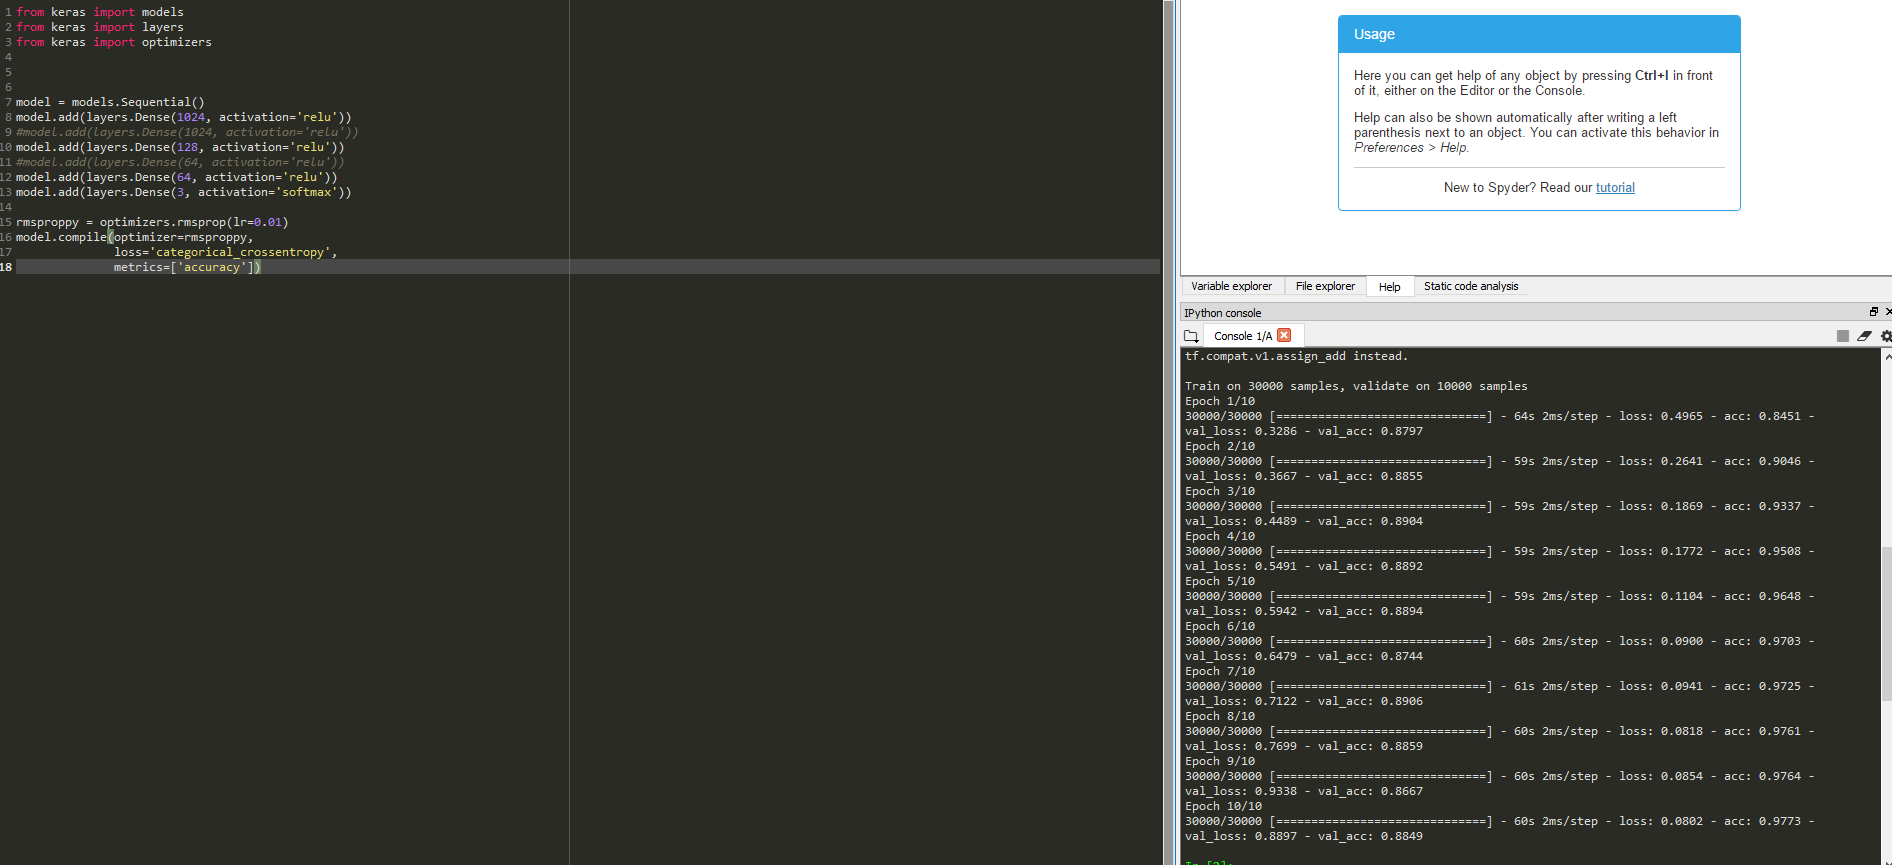 1 from keras import models
2 from keras import layers
3 from keras import optimizers
4
5
6
7 model = models.Sequential()
8 model.add(layers.Dense(1024, activation='relu'))
9 #model.add(layers.Dense(1024, activation='relu'))
10 model.add(layers.Dense(128, activation='relu'))
11 #model.add(layers.Dense(64, activation='relu'))
12 model.add(layers.Dense(64, activation='relu'))
13 model.add(layers.Dense(3, activation='softmax'))
14
15 rmsproppy = optimizers.rmsprop(lr=0.01)
16 model.compile(optimizer=rmsproppy,
17 loss='categorical_crossentropy',
18 metrics=['accuracy'])
Usage
Here you can get help of any object by pressing Ctrl+I in front
of it, either on the Editor or the Console.
Help can also be shown automatically after writing a left
parenthesis next to an object. You can activate this behavior in
Preferences > Help.
New to Spyder? Read our tutorial
Variable explorer File explorer Help Static code analysis
IPython console
Console 1/A
tf.compat.v1.assign_add instead.
Train on 30000 samples, validate on 10000 samples
Epoch 1/10
30000/30000 [==============================] - 64s 2ms/step - loss: 0.4965 - acc: 0.8451 -
val_loss: 0.3286 - val_acc: 0.8797
Epoch 2/10
30000/30000 [==============================] - 59s 2ms/step - loss: 0.2641 - acc: 0.9046 -
val_loss: 0.3667 - val_acc: 0.8855
Epoch 3/10
30000/30000 [==============================] - 59s 2ms/step - loss: 0.1869 - acc: 0.9337 -
val_loss: 0.4489 - val_acc: 0.8904
Epoch 4/10
30000/30000 [==============================] - 59s 2ms/step - loss: 0.1772 - acc: 0.9508 -
val_loss: 0.5491 - val_acc: 0.8892
Epoch 5/10
30000/30000 [==============================] - 59s 2ms/step - loss: 0.1104 - acc: 0.9648 -
val_loss: 0.5942 - val_acc: 0.8894
Epoch 6/10
30000/30000 [==============================] - 60s 2ms/step - loss: 0.0900 - acc: 0.9703 -
val_loss: 0.6479 - val_acc: 0.8744
Epoch 7/10
30000/30000 [==============================] - 61s 2ms/step - loss: 0.0941 - acc: 0.9725 -
val_loss: 0.7122 - val_acc: 0.8906
Epoch 8/10
30000/30000 [==============================] - 60s 2ms/step - loss: 0.0818 - acc: 0.9761 -
val_loss: 0.7699 - val_acc: 0.8859
Epoch 9/10
30000/30000 [==============================] - 60s 2ms/step - loss: 0.0854 - acc: 0.9764 -
val_loss: 0.9338 - val_acc: 0.8667
Epoch 10/10
30000/30000 [==============================] - 60s 2ms/step - loss: 0.0802 - acc: 0.9773 -
val_loss: 0.8897 - val_acc: 0.8849